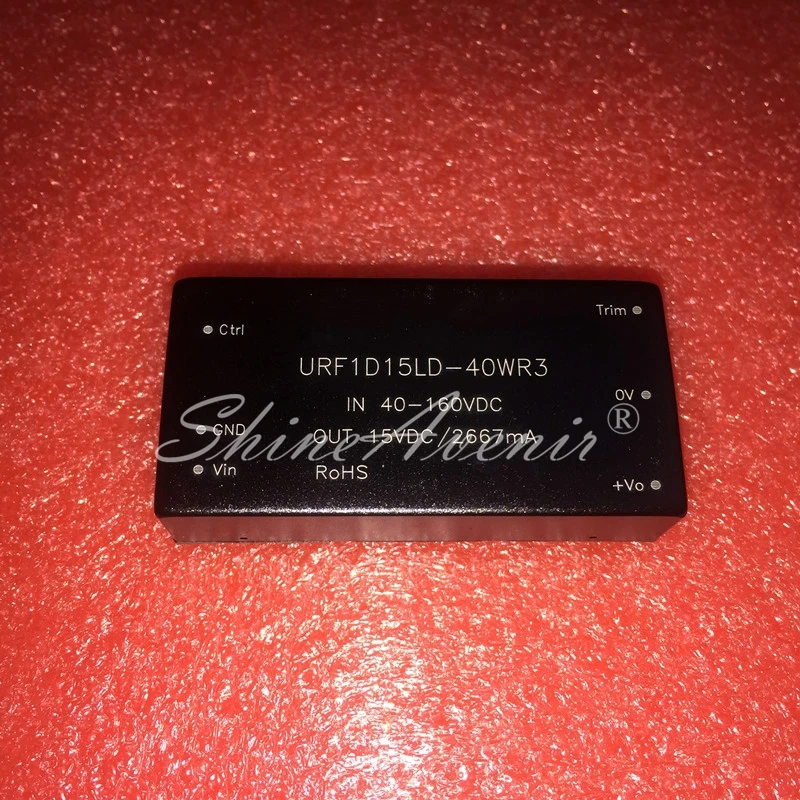 Trim
Ctrl
URF1D15LD-40WR3
0V
IN 40-160VDC
GND
OUT 15VDC/2667mA
ShineAvenir®
Vin
RoHS
+Vo